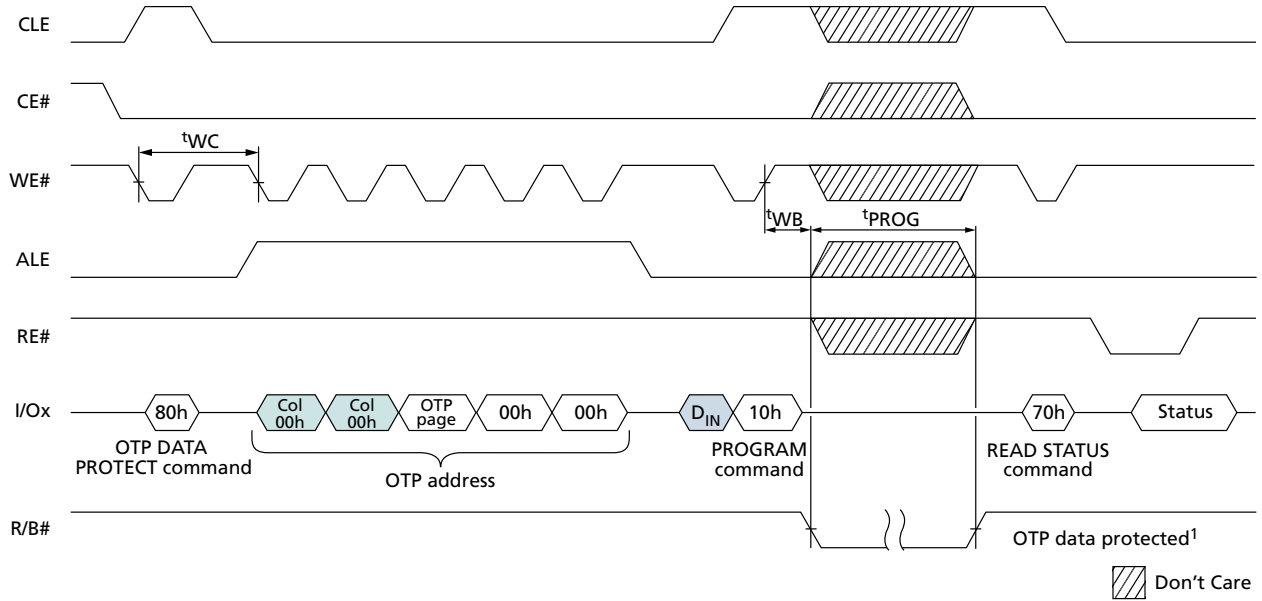 CLE
CE#
tWC
WE#
tWB
tPROG
ALE
RE#
I/Ox
80h
Col
00h
Col
00h
OTP
page
00h
00h
DIN
10h
70h
Status
OTP DATA
PROTECT command
OTP address
PROGRAM
command
READ STATUS
command
R/B#
OTP data protected1
Don't Care